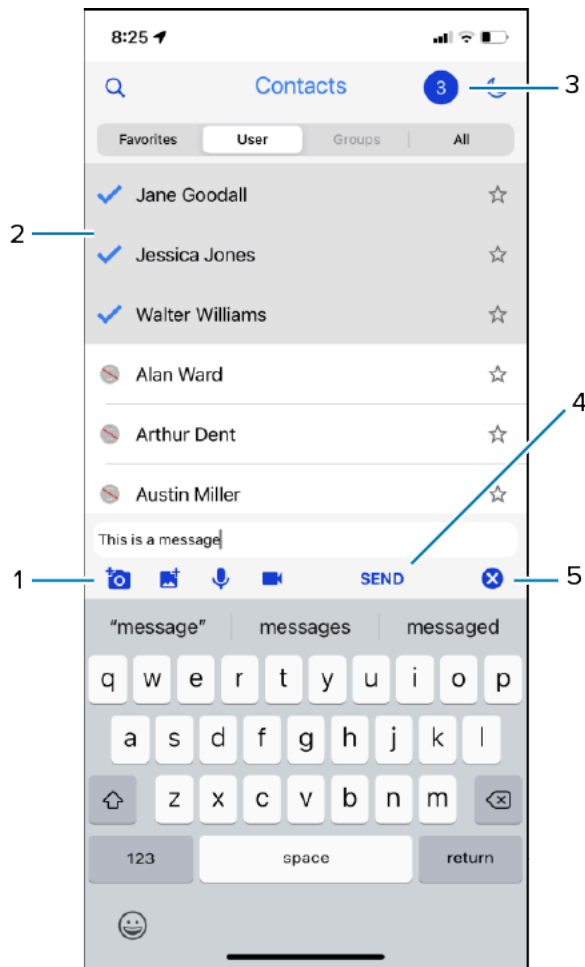 8:25
Contacts
3
3
Favorites User Groups All
Jane Goodall
2
Jessica Jones
Walter Williams
Alan Ward
4
Arthur Dent
Austin Miller
This is a message
1
SEND
5
“message” messages messaged
q w e r t y u i o p
a s d f g h j k l
z x c v b n m
123 space return